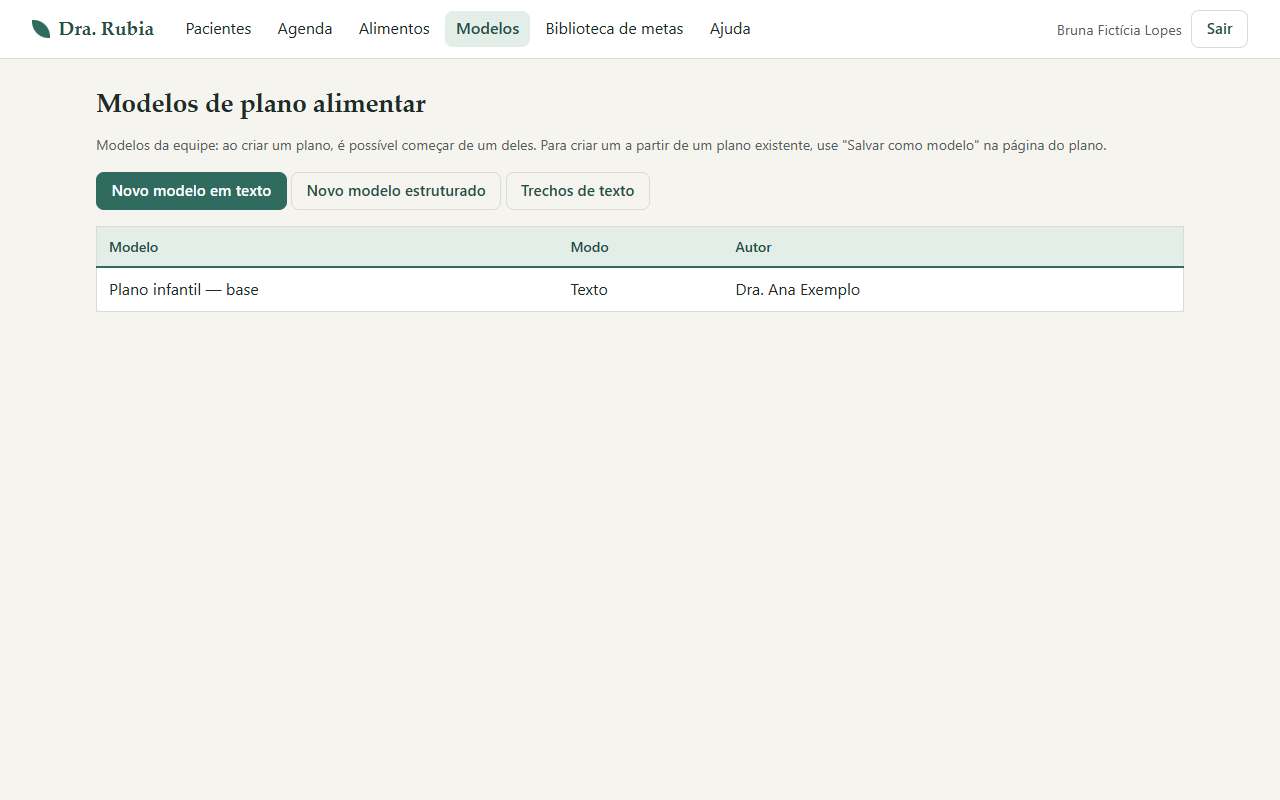 Dra. Rubia Pacientes Agenda Alimentos Modelos Biblioteca de metas Ajuda Bruna Fictícia Lopes Sair
Modelos de plano alimentar
Modelos da equipe: ao criar um plano, é possível começar de um deles. Para criar um a partir de um plano existente, use "Salvar como modelo" na página do plano.
Novo modelo em texto Novo modelo estruturado Trechos de texto
Modelo Modo Autor
Plano infantil — base Texto Dra. Ana Exemplo